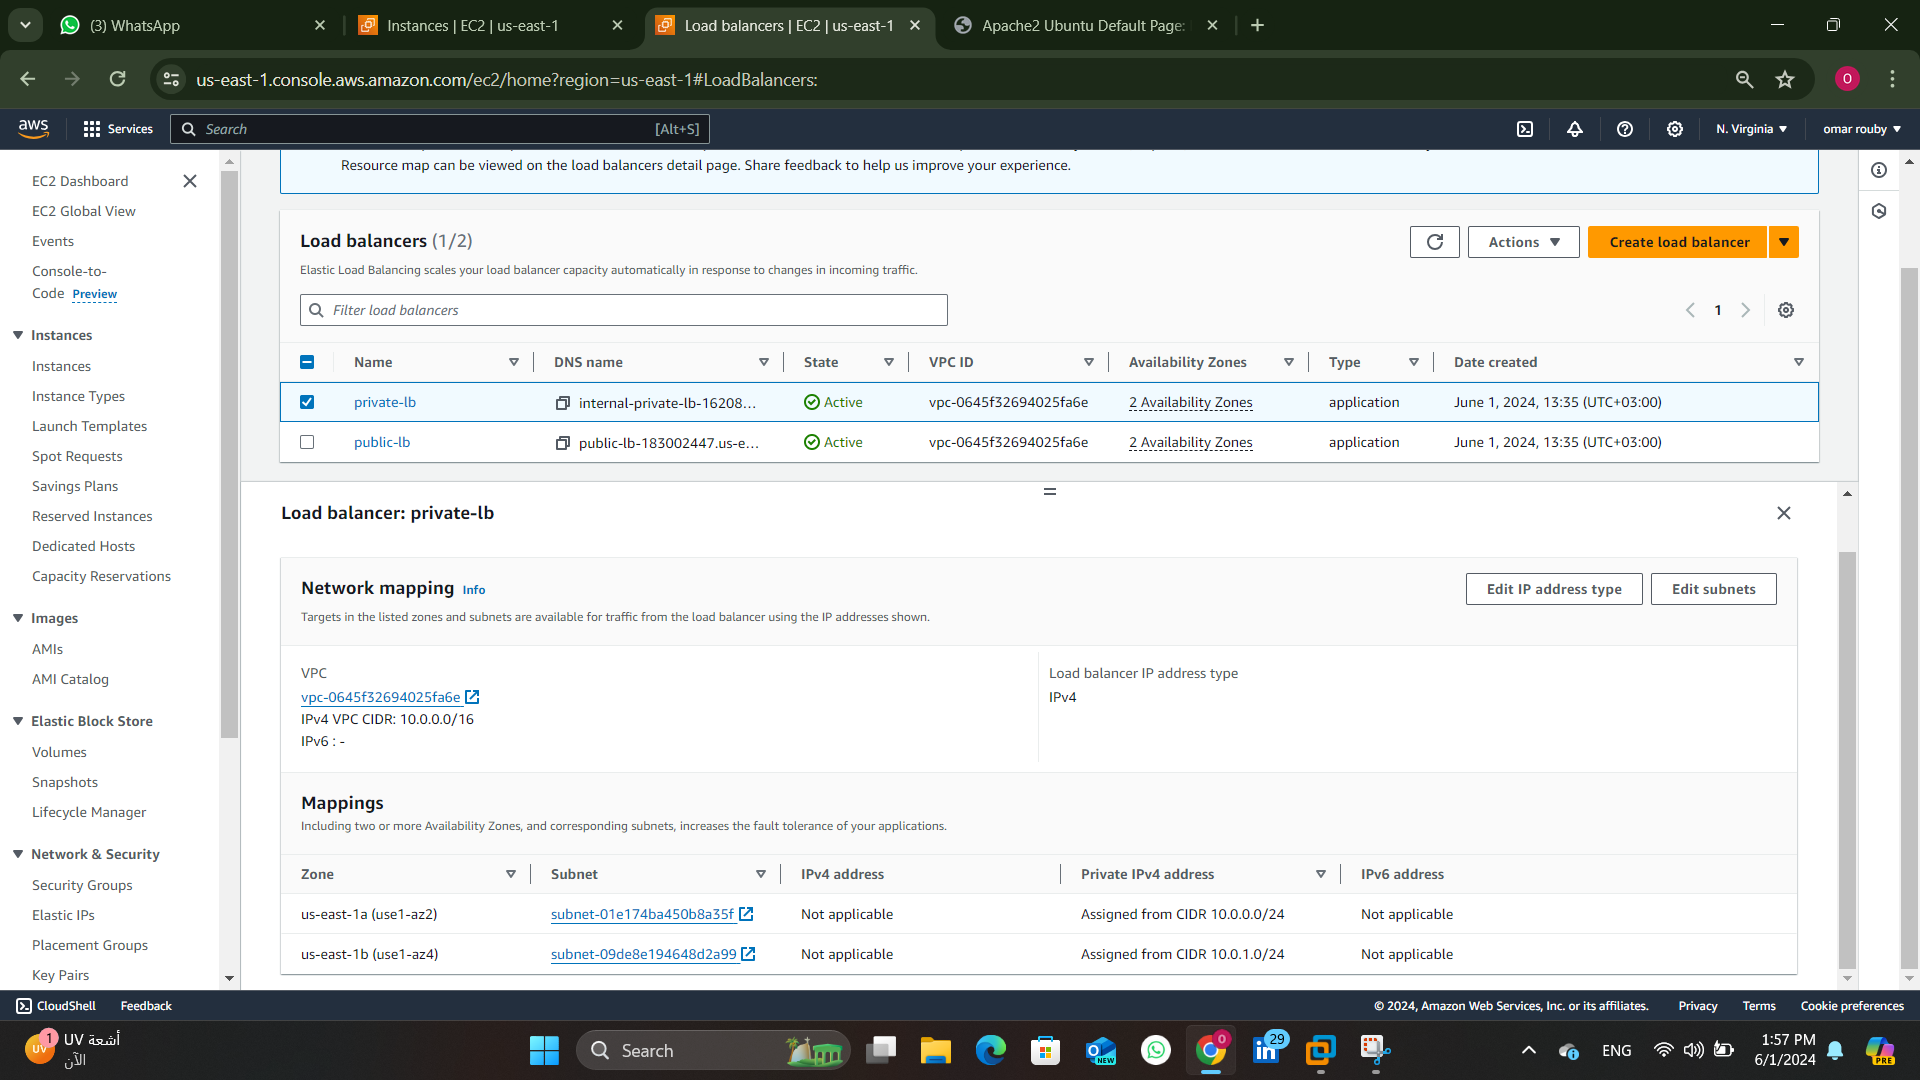 (3) WhatsApp
Instances | EC2 | us-east-1
Load balancers | EC2 | us-east-1
Apache2 Ubuntu Default Page:
us-east-1.console.aws.amazon.com/ec2/home?region=us-east-1#LoadBalancers:
O
aws
Services
Search
[Alt+S]
N. Virginia
omar rouby
EC2 Dashboard
EC2 Global View
Events
Console-to-
Code Preview
Instances
Instances
Instance Types
Launch Templates
Spot Requests
Savings Plans
Reserved Instances
Dedicated Hosts
Capacity Reservations
Images
AMIs
AMI Catalog
Elastic Block Store
Volumes
Snapshots
Lifecycle Manager
Network & Security
Security Groups
Elastic IPs
Placement Groups
Key Pairs
Resource map can be viewed on the load balancers detail page. Share feedback to help us improve your experience.
Load balancers (1/2)
Actions
Create load balancer
Elastic Load Balancing scales your load balancer capacity automatically in response to changes in incoming traffic.
Filter load balancers
1
Name DNS name State VPC ID Availability Zones Type Date created
private-lb internal-private-lb-16208... Active vpc-0645f32694025fa6e 2 Availability Zones application June 1, 2024, 13:35 (UTC+03:00)
public-lb public-lb-183002447.us-e... Active vpc-0645f32694025fa6e 2 Availability Zones application June 1, 2024, 13:35 (UTC+03:00)
Load balancer: private-lb
Network mapping Info
Edit IP address type
Edit subnets
Targets in the listed zones and subnets are available for traffic from the load balancer using the IP addresses shown.
VPC
vpc-0645f32694025fa6e
IPv4 VPC CIDR: 10.0.0.0/16
IPv6 : -
Load balancer IP address type
IPv4
Mappings
Including two or more Availability Zones, and corresponding subnets, increases the fault tolerance of your applications.
Zone Subnet IPv4 address Private IPv4 address IPv6 address
us-east-1a (use1-az2) subnet-01e174ba450b8a35f Not applicable Assigned from CIDR 10.0.0.0/24 Not applicable
us-east-1b (use1-az4) subnet-09de8e194648d2a99 Not applicable Assigned from CIDR 10.0.1.0/24 Not applicable
CloudShell
Feedback
© 2024, Amazon Web Services, Inc. or its affiliates.
Privacy
Terms
Cookie preferences
UV
1
أشعة UV
الآن
Search
NEW
0
29
ENG
1:57 PM
6/1/2024
PRE